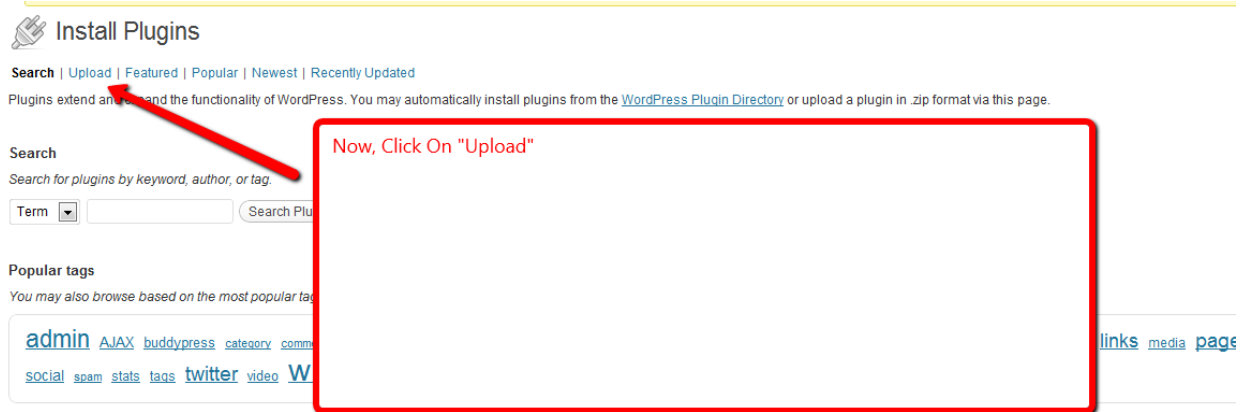 Install Plugins
Search | Upload | Featured | Popular | Newest | Recently Updated
Plugins extend and expand the functionality of WordPress. You may automatically install plugins from the WordPress Plugin Directory or upload a plugin in .zip format via this page.
Now, Click On "Upload"
Search
Search for plugins by keyword, author, or tag.
Term Search
Popular tags
You may also browse based on the most popular
admin AJAX buddypress category links media page
social spam stats tags twitter video